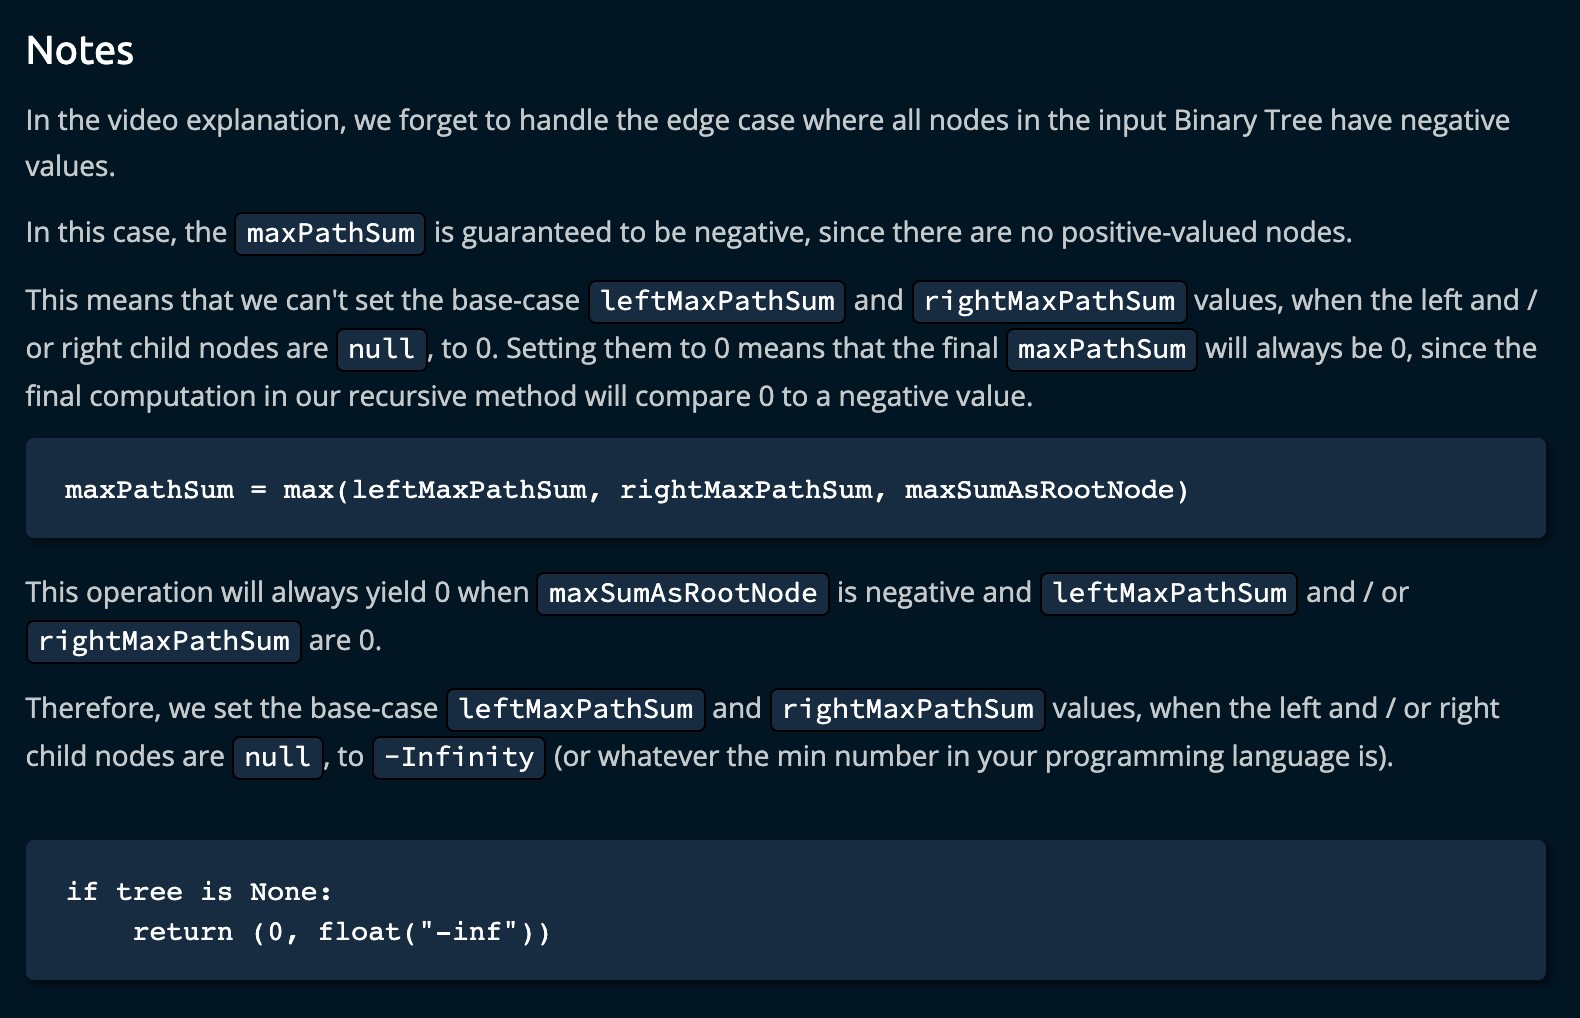 Notes
In the video explanation, we forget to handle the edge case where all nodes in the input Binary Tree have negative
values.
In this case, the maxPathSum is guaranteed to be negative, since there are no positive-valued nodes.
This means that we can't set the base-case leftMaxPathSum and rightMaxPathSum values, when the left and /
or right child nodes are null, to 0. Setting them to 0 means that the final maxPathSum will always be 0, since the
final computation in our recursive method will compare 0 to a negative value.
maxPathSum = max(leftMaxPathSum, rightMaxPathSum, maxSumAsRootNode)
This operation will always yield 0 when maxSumAsRootNode is negative and leftMaxPathSum and / or
rightMaxPathSum are 0.
Therefore, we set the base-case leftMaxPathSum and rightMaxPathSum values, when the left and / or right
child nodes are null, to -Infinity (or whatever the min number in your programming language is).
if tree is None:
    return (0, float("-inf"))